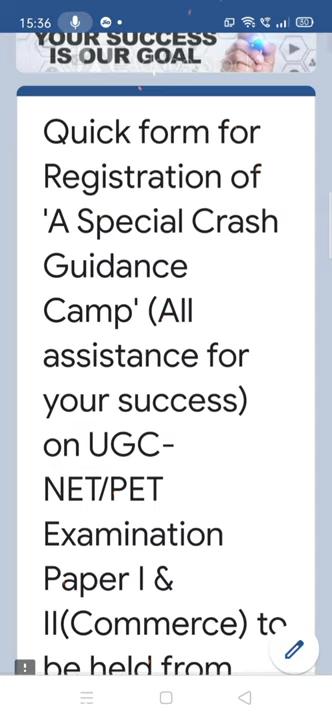 15:36
YOUR SUCCESS
IS OUR GOAL
Quick form for
Registration of
'A Special Crash
Guidance
Camp' (All
assistance for
your success)
on UGC-
NET/PET
Examination
Paper I &
II(Commerce) to
be held from